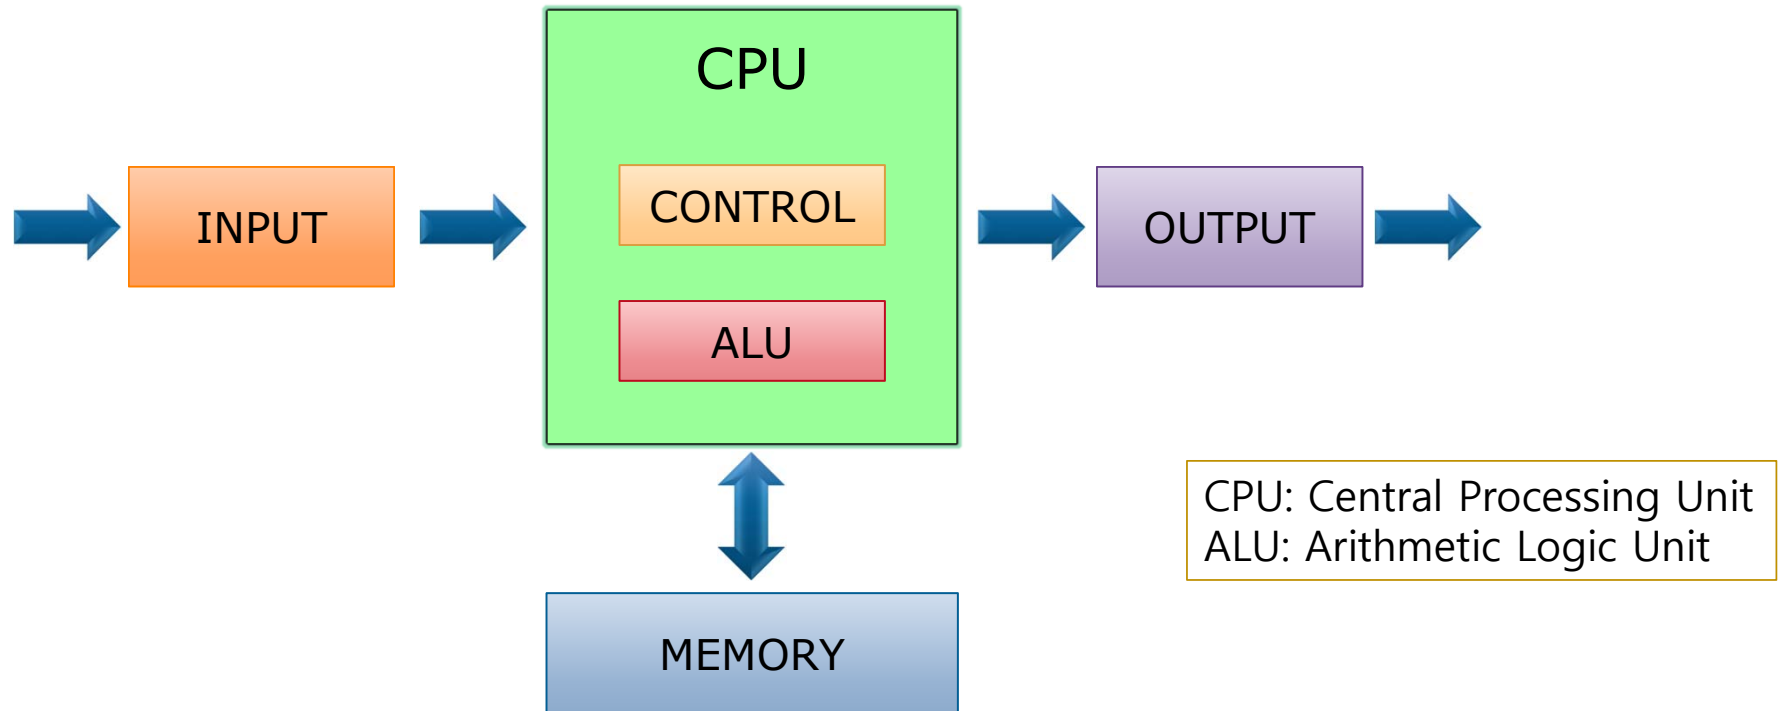 CPU
CONTROL
INPUT
OUTPUT
ALU
CPU: Central Processing Unit
ALU: Arithmetic Logic Unit
MEMORY